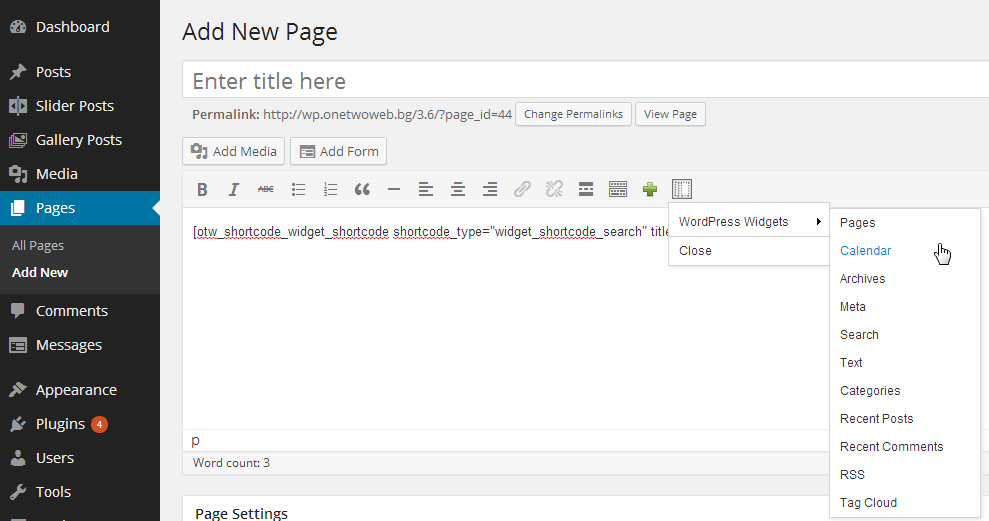 Dashboard
Posts
Slider Posts
Gallery Posts
Media
Pages
All Pages
Add New
Comments
Messages
Appearance
Plugins 4
Users
Tools
Add New Page
Enter title here
Permalink: http://wp.onetwoweb.bg/3.6/?page_id=44 Change Permalinks View Page
Add Media Add Form
B I ABC
[otw_shortcode_widget_shortcode shortcode_type="widget_shortcode_search" title
WordPress Widgets
Close
Pages
Calendar
Archives
Meta
Search
Text
Categories
Recent Posts
Recent Comments
RSS
Tag Cloud
p
Word count: 3
Page Settings